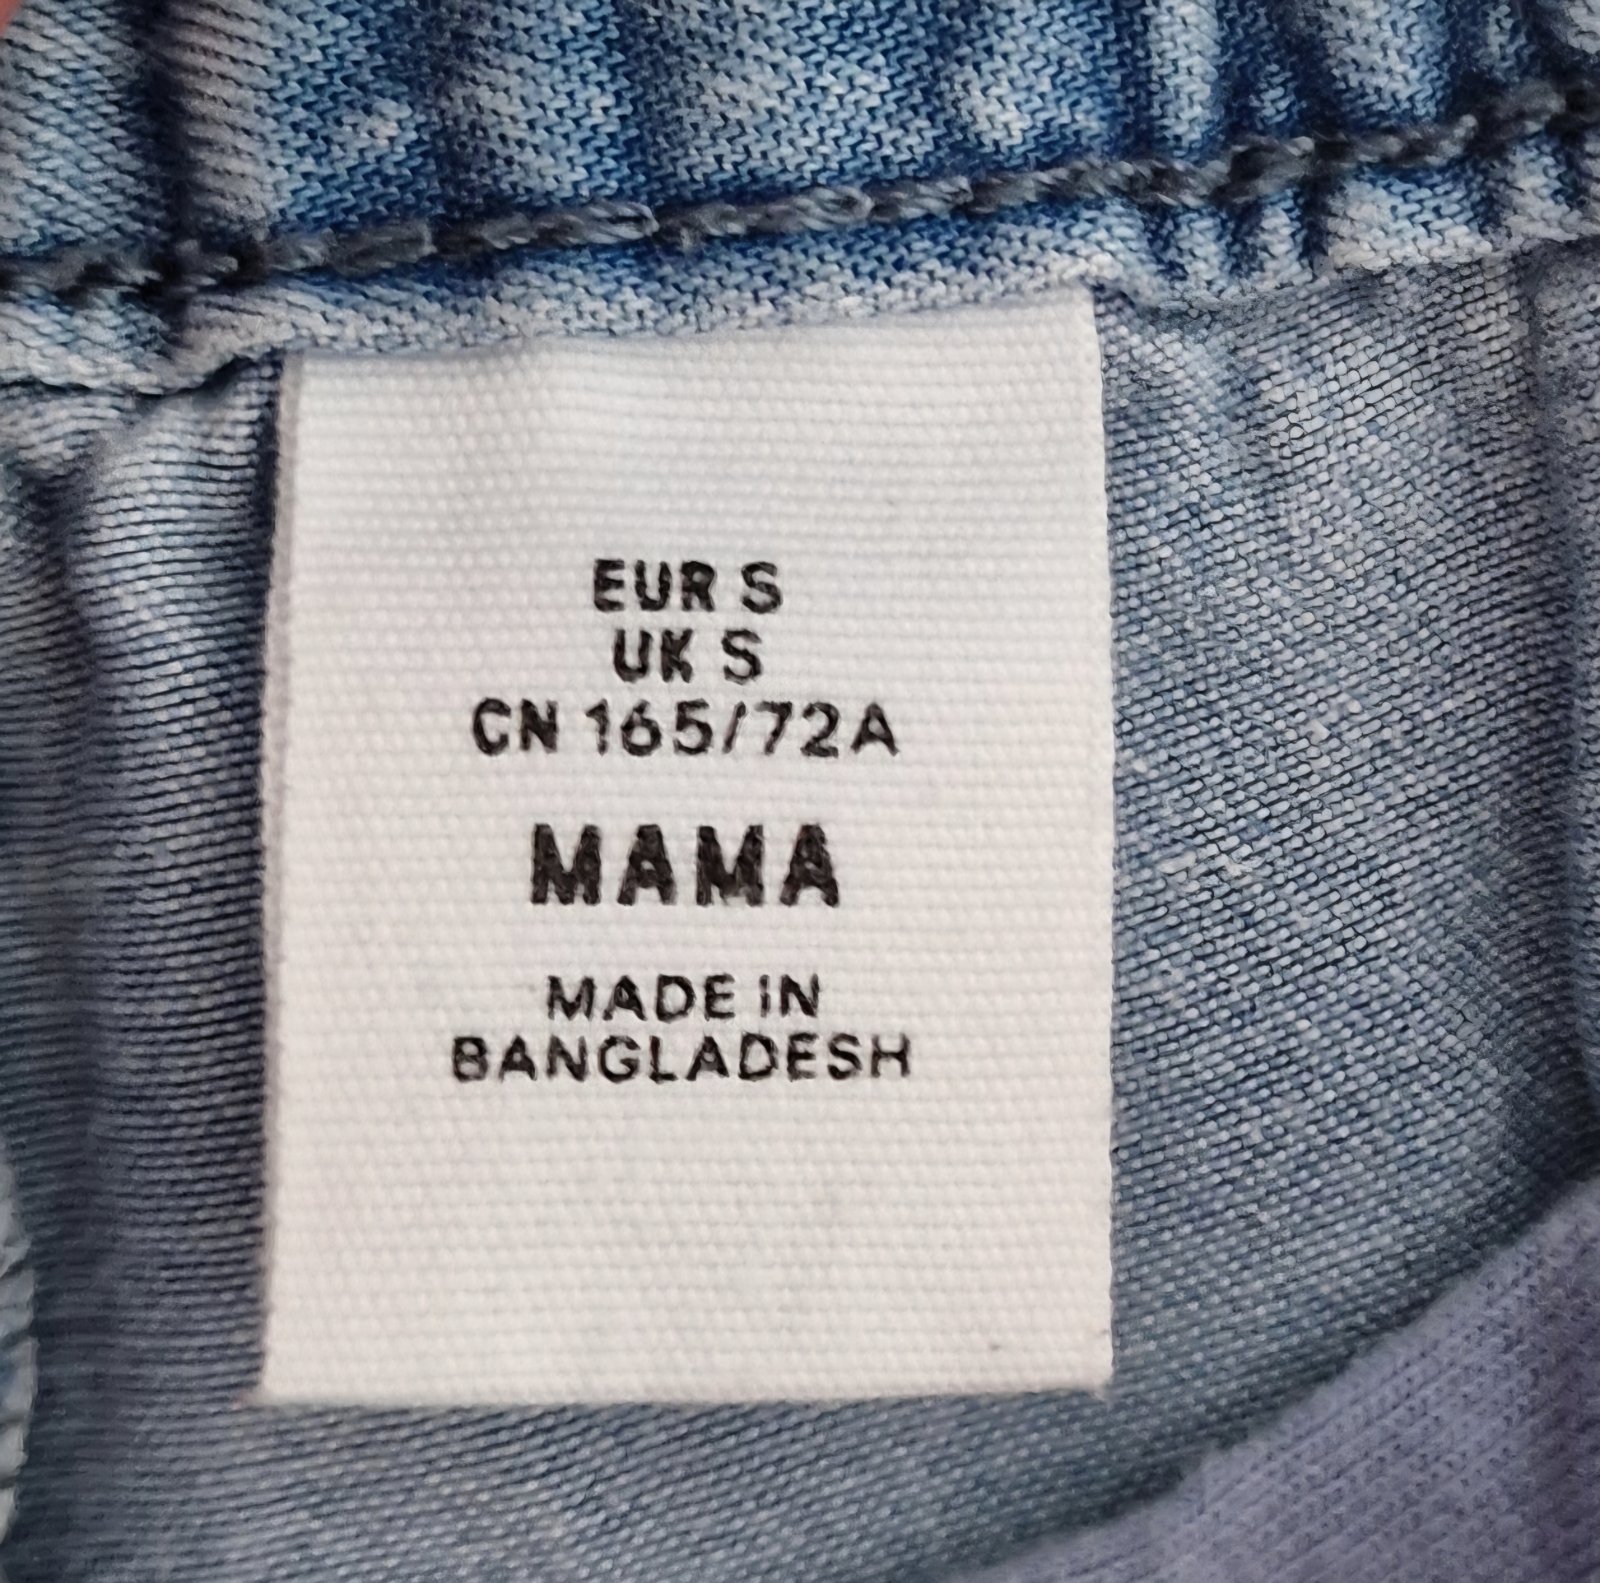 EUR S
UK S
CN 165/72A
MAMA
MADE IN
BANGLADESH